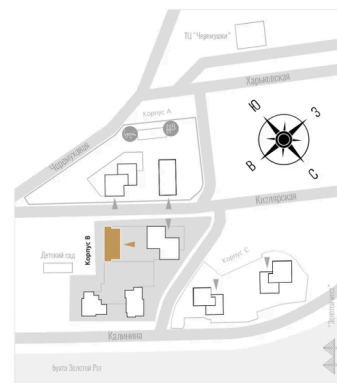 ТЦ "Черемушки"
Харьковская
Корпус А
Черемуховая
Ю
З
В
С
Кизлярская
Детский сад
Корпус В
Корпус С
Калинина
бухта Золотой Рог